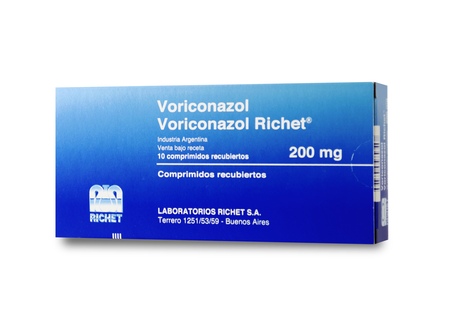 Voriconazol
Voriconazol Richet®
Industria Argentina
Venta bajo receta
10 comprimidos recubiertos
200 mg
Comprimidos recubiertos
RICHET
LABORATORIOS RICHET S.A.
Terrero 1251/53/59 - Buenos Aires